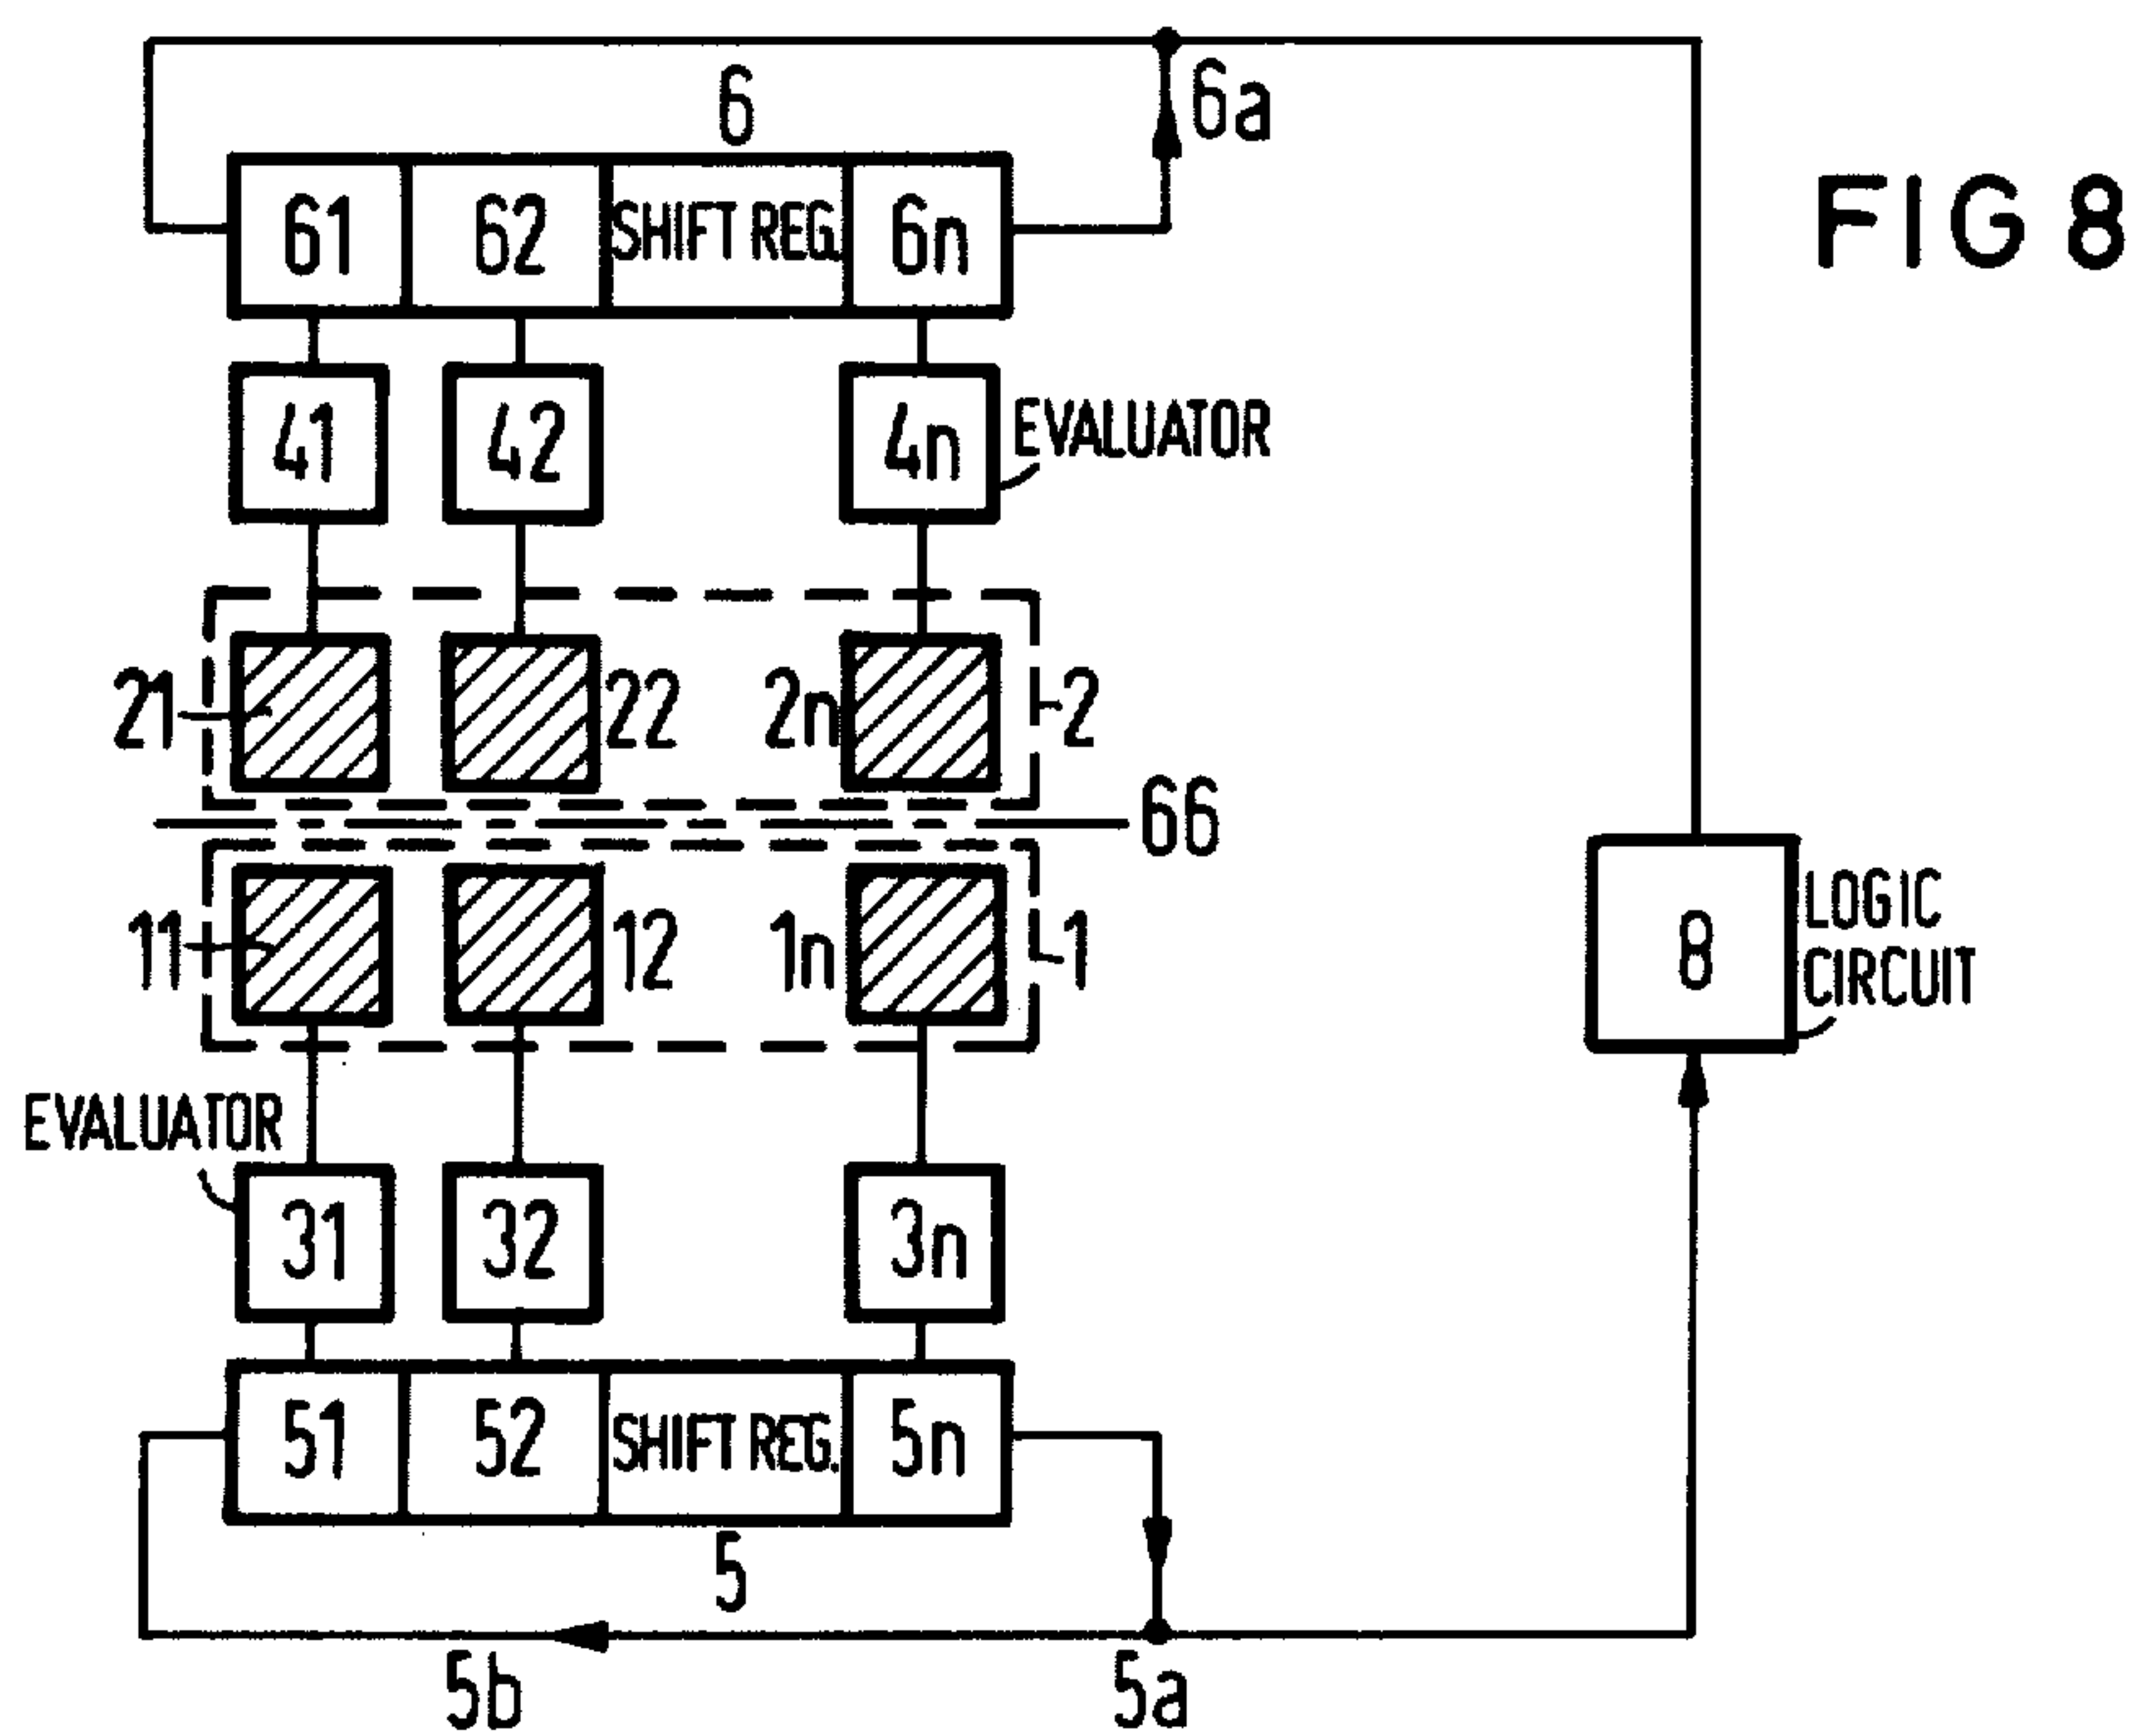 6
6a
FIG 8
61 62 SHIFT REG. 6n
41 42 4n EVALUATOR
21 22 2n 2
66
11 12 1n 1
8 LOGIC
CIRCUIT
EVALUATOR
31 32 3n
51 52 SHIFT REG. 5n
5
5b 5a